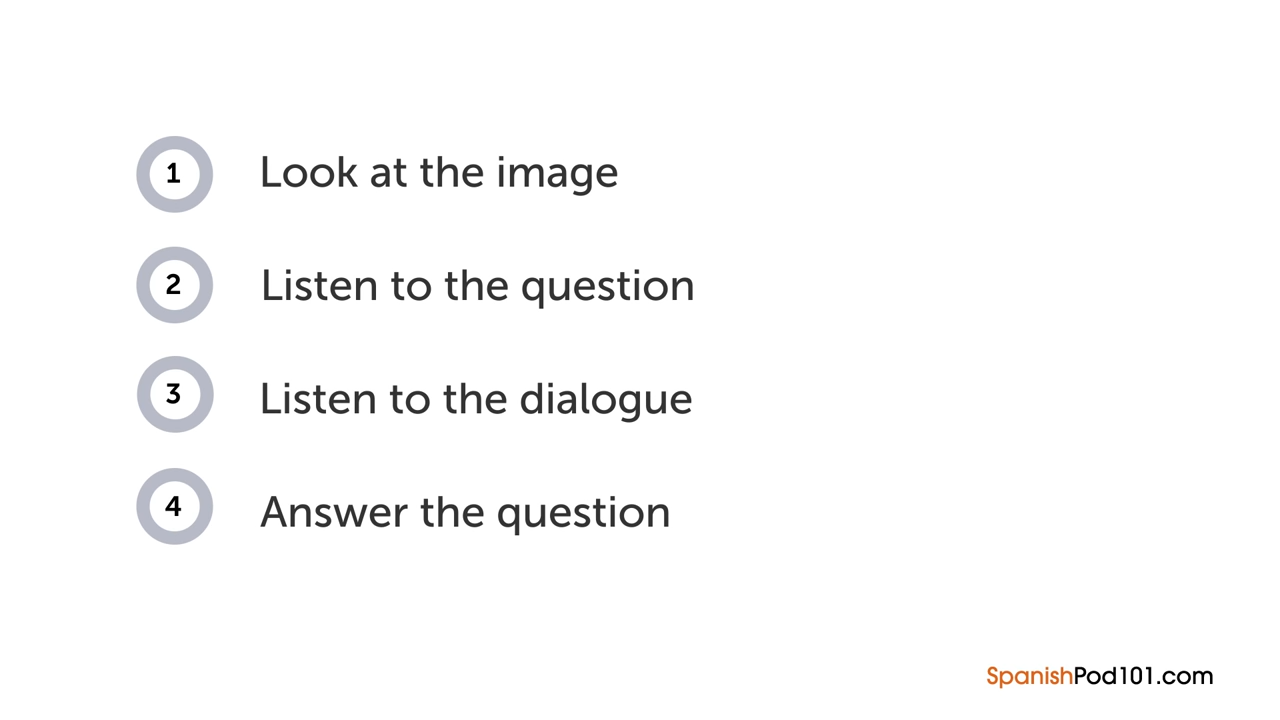 1 Look at the image
2 Listen to the question
3 Listen to the dialogue
4 Answer the question
SpanishPod101.com